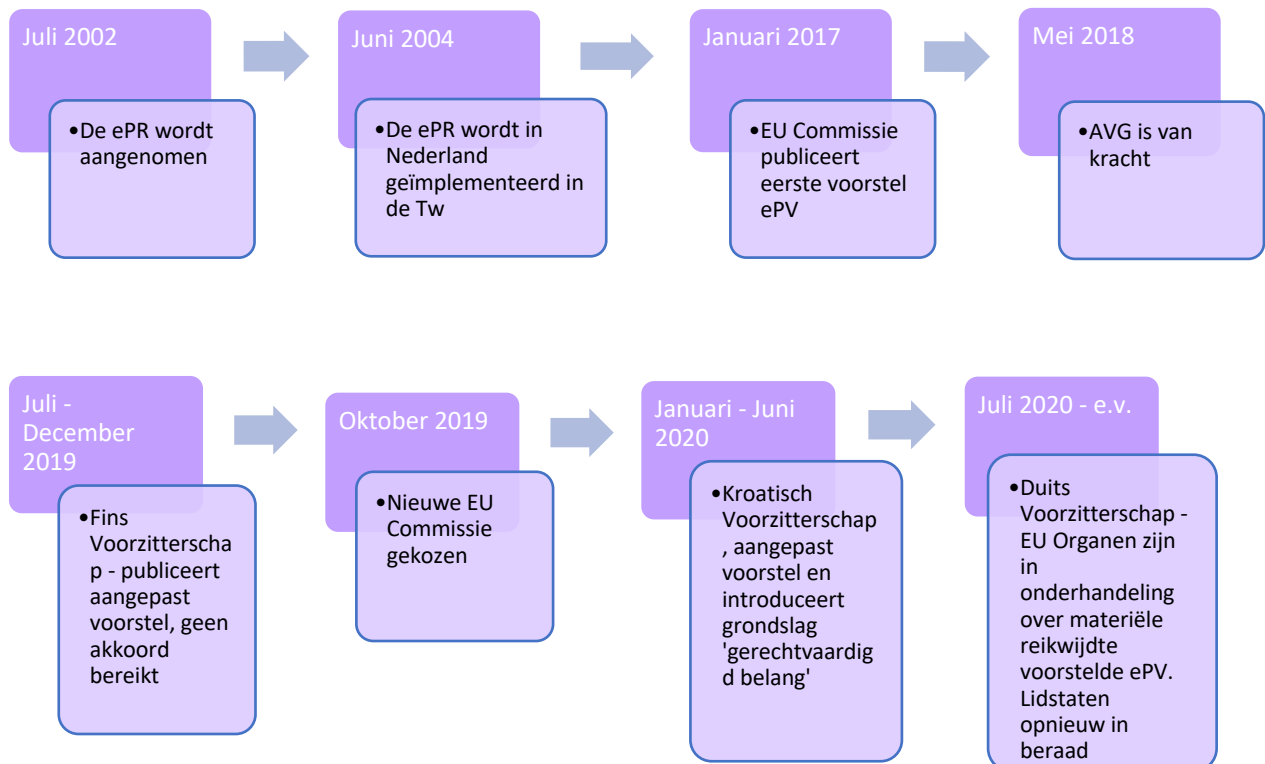 Juli 2002
•De ePR wordt
aangenomen
Juni 2004
•De ePR wordt in
Nederland
geïmplementeerd in
de Tw
Januari 2017
•EU Commissie
publiceert
eerste voorstel
ePV
Mei 2018
•AVG is van
kracht
Juli -
December
2019
•Fins
Voorzitterscha
p - publiceert
aangepast
voorstel, geen
akkoord
bereikt
Oktober 2019
•Nieuwe EU
Commissie
gekozen
Januari - Juni
2020
•Kroatisch
Voorzitterschap
, aangepast
voorstel en
introduceert
grondslag
'gerechtvaardig
d belang'
Juli 2020 - e.v.
•Duits
Voorzitterschap -
EU Organen zijn
in
onderhandeling
over materiële
reikwijdte
voorstelde ePV.
Lidstaten
opnieuw in
beraad